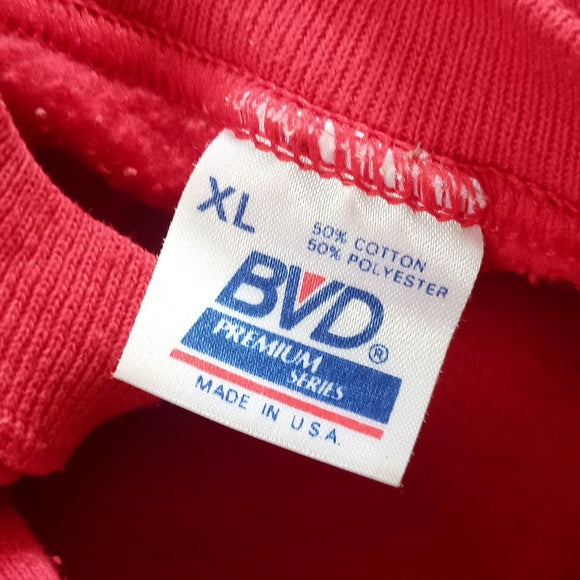 XL
50% COTTON
50% POLYESTER
BVD®
PREMIUM
SERIES
MADE IN U.S.A.